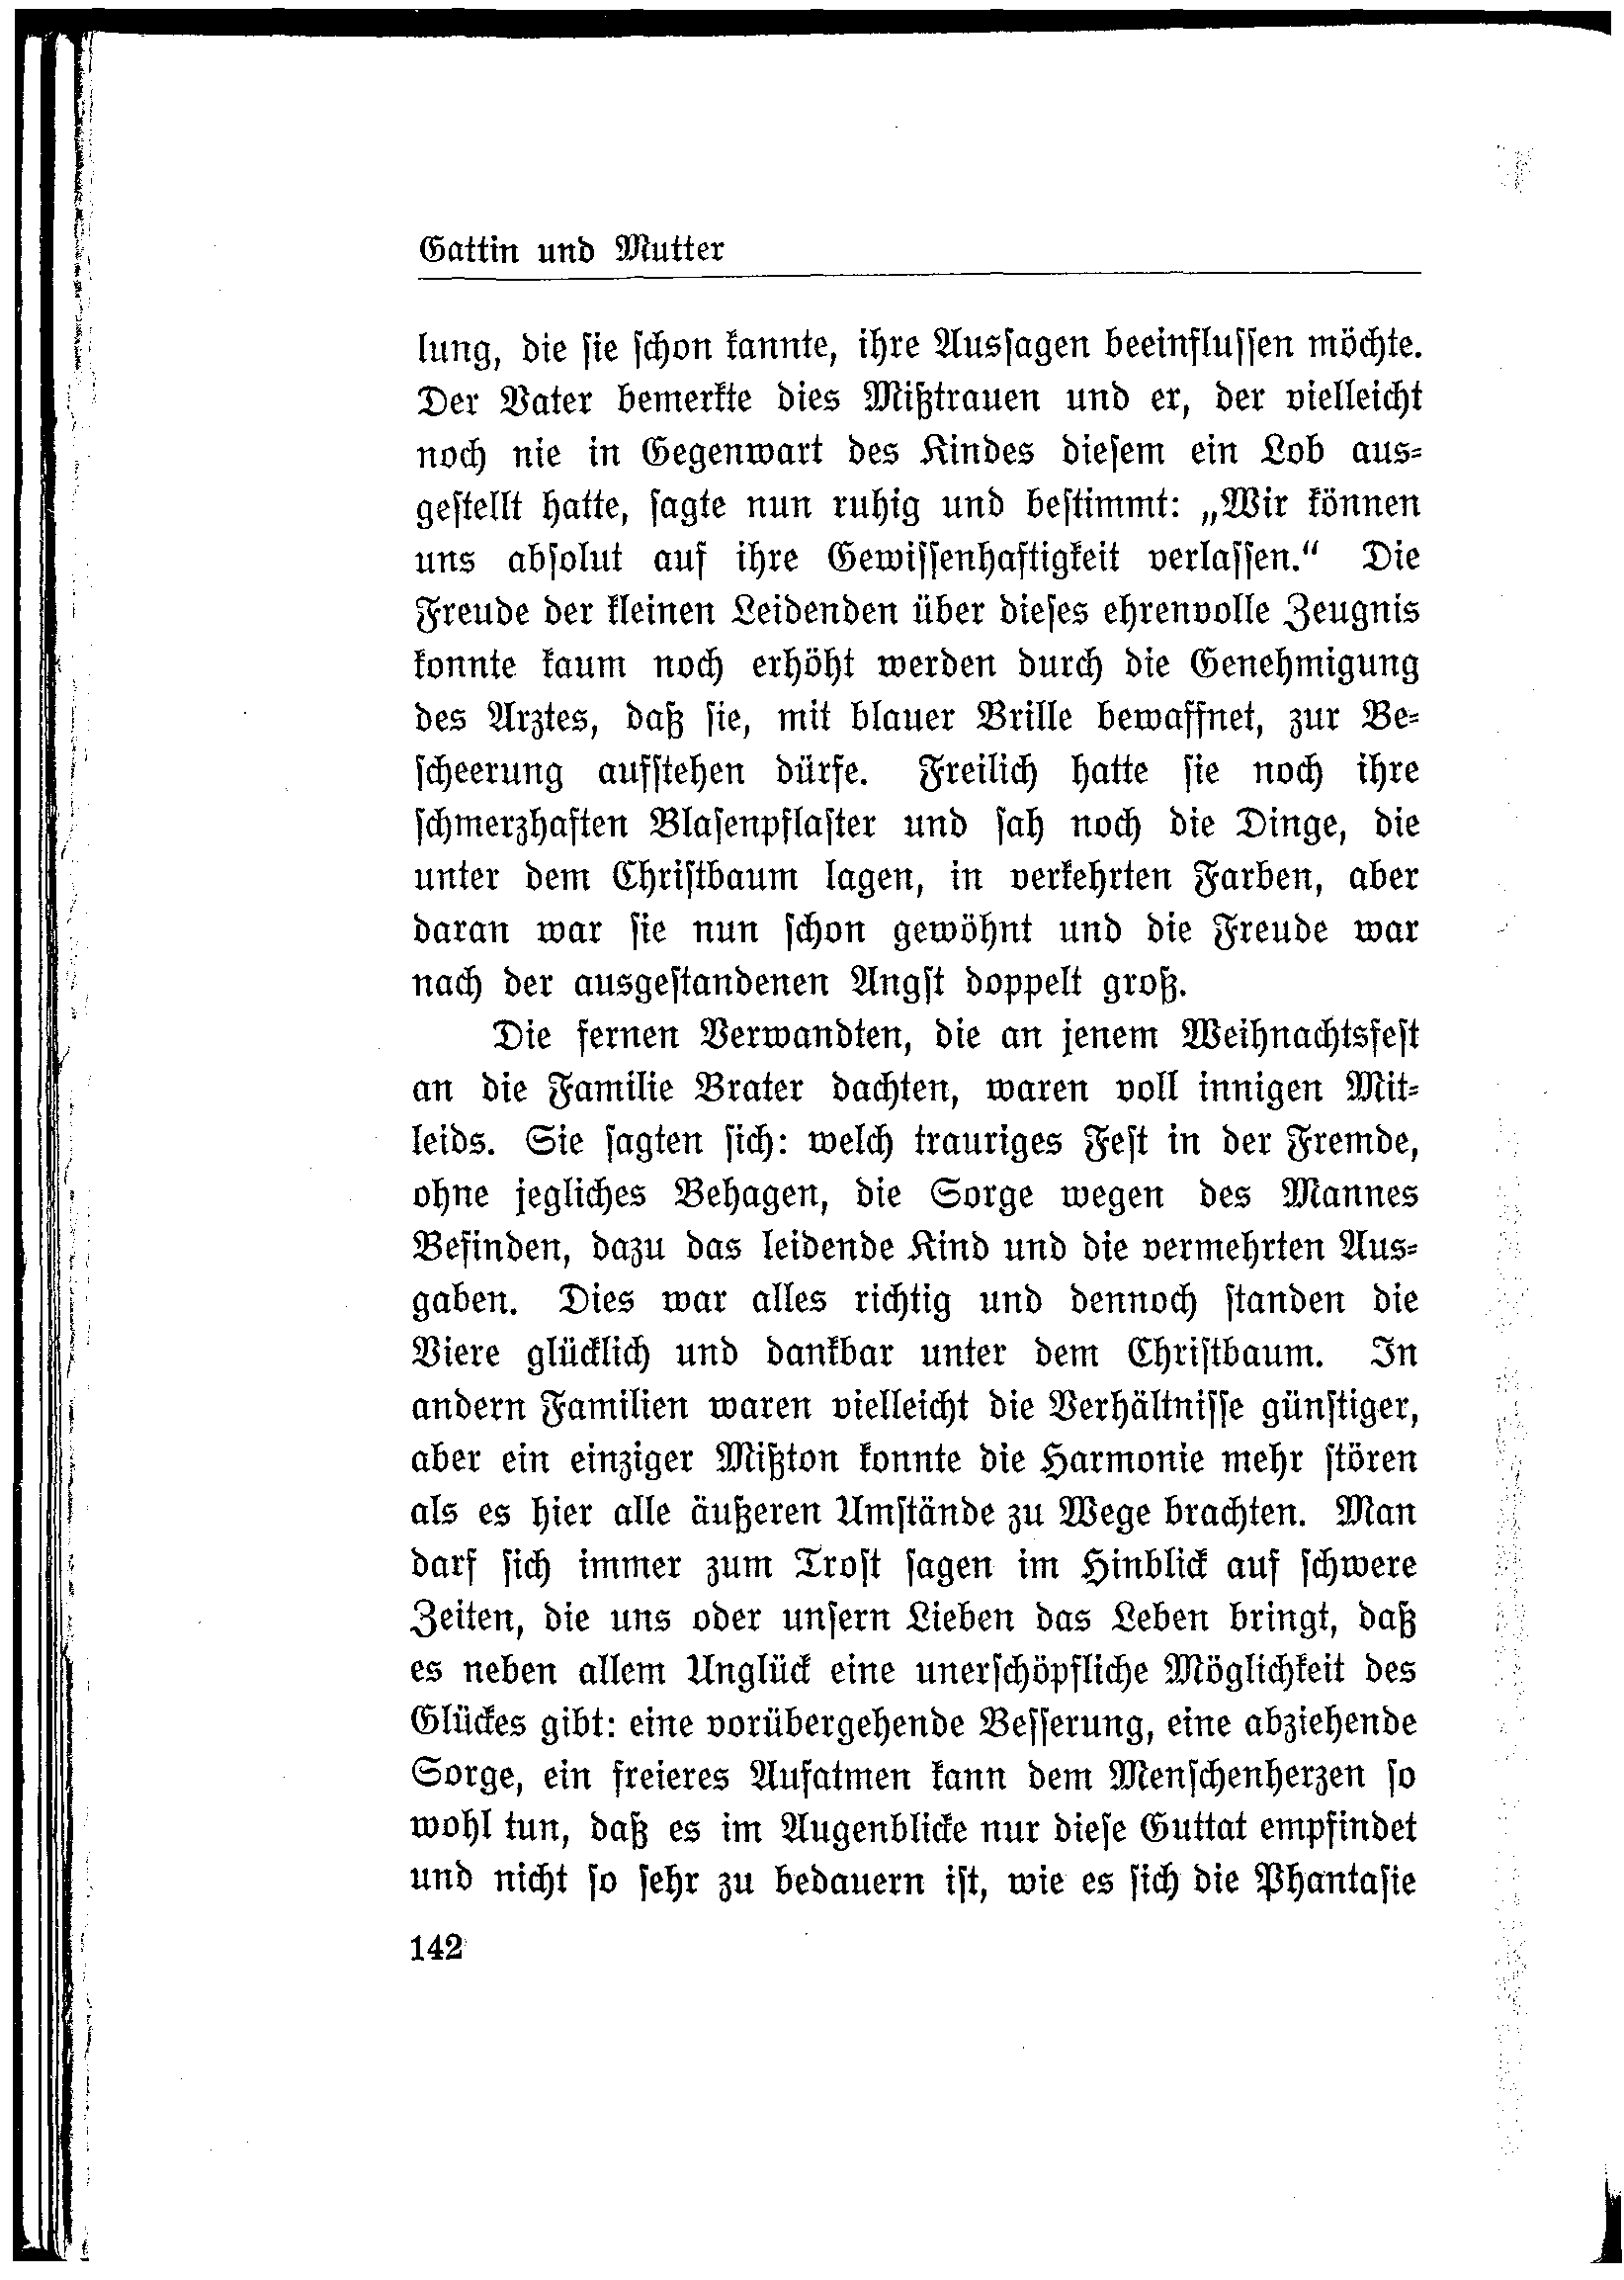 Gattin und Mutter
lung, die ſie ſchon kannte, ihre Ausſagen beeinfluſſen möchte.
Der Vater bemerkte dies Mißtrauen und er, der vielleicht
noch nie in Gegenwart des Kindes dieſem ein Lob aus⸗
geſtellt hatte, ſagte nun ruhig und beſtimmt: „Wir können
uns abſolut auf ihre Gewiſſenhaftigkeit verlaſſen.“ Die
Freude der kleinen Leidenden über dieſes ehrenvolle Zeugnis
konnte kaum noch erhöht werden durch die Genehmigung
des Arztes, daß ſie, mit blauer Brille bewaffnet, zur Be⸗
ſcheerung aufſtehen dürfe. Freilich hatte ſie noch ihre
ſchmerzhaften Blaſenpflaſter und ſah noch die Dinge, die
unter dem Chriſtbaum lagen, in verkehrten Farben, aber
daran war ſie nun ſchon gewöhnt und die Freude war
nach der ausgeſtandenen Angſt doppelt groß.
Die fernen Verwandten, die an jenem Weihnachtsfeſt
an die Familie Brater dachten, waren voll innigen Mit⸗
leids. Sie ſagten ſich: welch trauriges Feſt in der Fremde,
ohne jegliches Behagen, die Sorge wegen des Mannes
Befinden, dazu das leidende Kind und die vermehrten Aus⸗
gaben. Dies war alles richtig und dennoch ſtanden die
Viere glücklich und dankbar unter dem Chriſtbaum. In
andern Familien waren vielleicht die Verhältniſſe günſtiger,
aber ein einziger Mißton konnte die Harmonie mehr ſtören
als es hier alle äußeren Umſtände zu Wege brachten. Man
darf ſich immer zum Troſt ſagen im Hinblick auf ſchwere
Zeiten, die uns oder unſern Lieben das Leben bringt, daß
es neben allem Unglück eine unerſchöpfliche Möglichkeit des
Glückes gibt: eine vorübergehende Beſſerung, eine abziehende
Sorge, ein freieres Aufatmen kann dem Menſchenherzen ſo
wohl tun, daß es im Augenblicke nur dieſe Guttat empfindet
und nicht ſo ſehr zu bedauern iſt, wie es ſich die Phantaſie
142